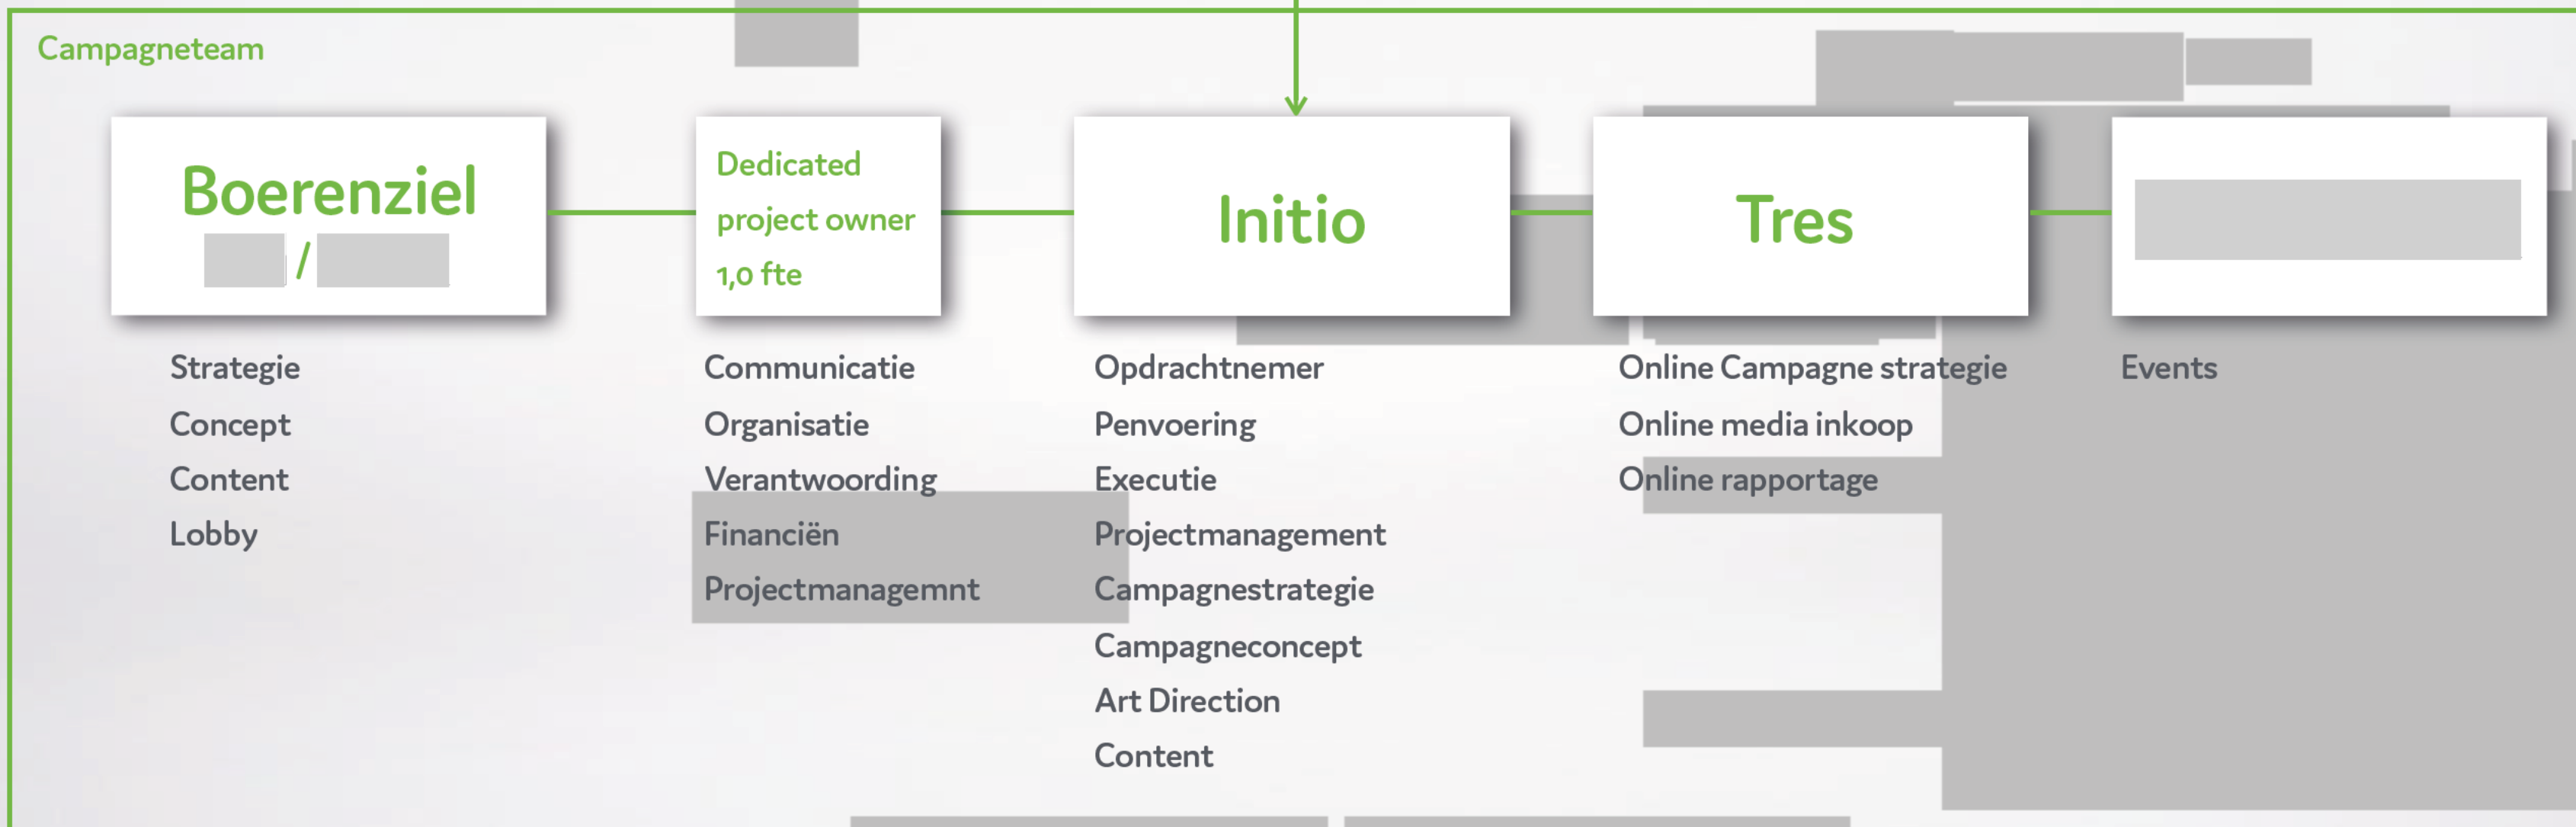 Campagneteam
Boerenziel
/
Dedicated
project owner
1,0 fte
Initio
Tres
Strategie
Concept
Content
Lobby
Communicatie
Organisatie
Verantwoording
Financiën
Projectmanagemnt
Opdrachtnemer
Penvoering
Executie
Projectmanagement
Campagnestrategie
Campagneconcept
Art Direction
Content
Online Campagne strategie
Online media inkoop
Online rapportage
Events